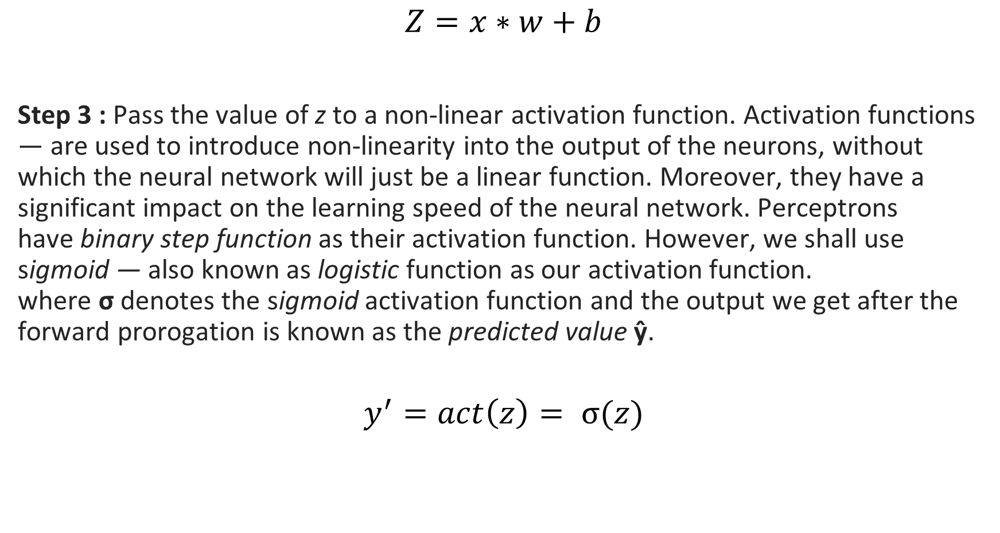 Z = x ∗ w + b
Step 3 : Pass the value of z to a non-linear activation function. Activation functions
— are used to introduce non-linearity into the output of the neurons, without
which the neural network will just be a linear function. Moreover, they have a
significant impact on the learning speed of the neural network. Perceptrons
have binary step function as their activation function. However, we shall use
sigmoid — also known as logistic function as our activation function.
where σ denotes the sigmoid activation function and the output we get after the
forward prorogation is known as the predicted value ŷ.
y′ = act(z) = σ(z)